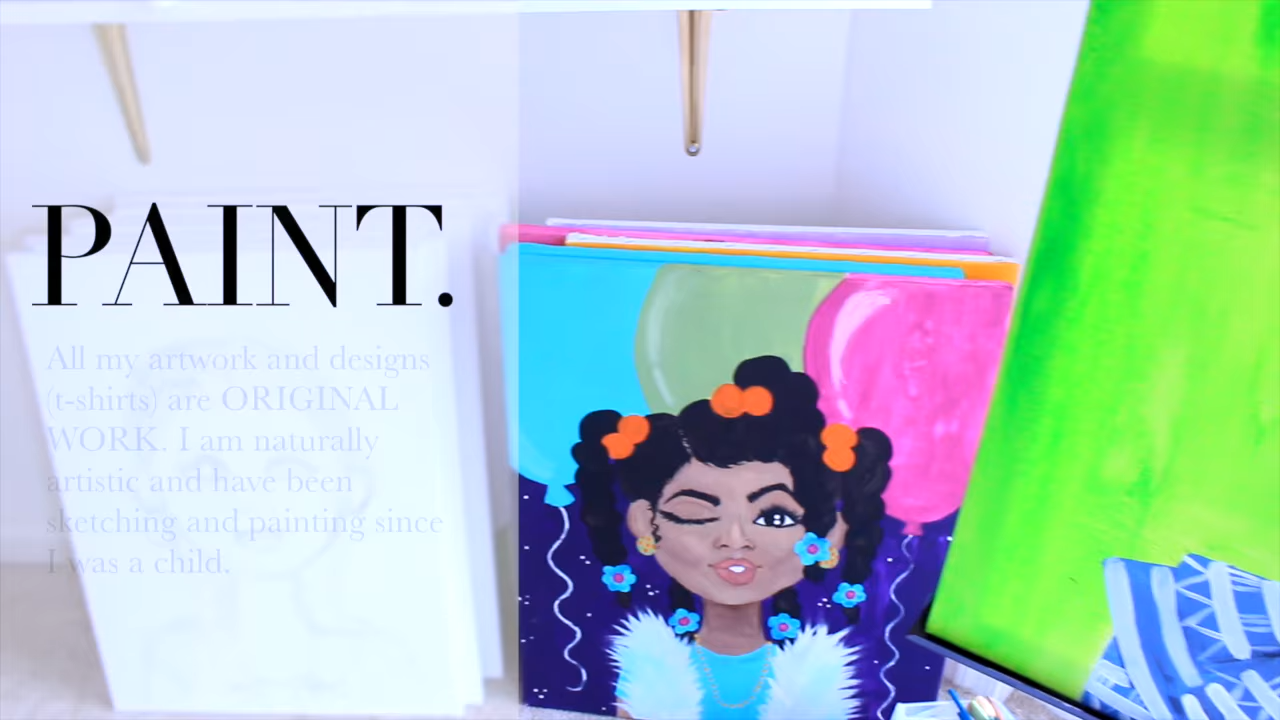 PAINT.
All my artwork and designs
(t-shirts) are ORIGINAL
WORK. I am naturally
artistic and have been
sketching and painting since
I was a child.